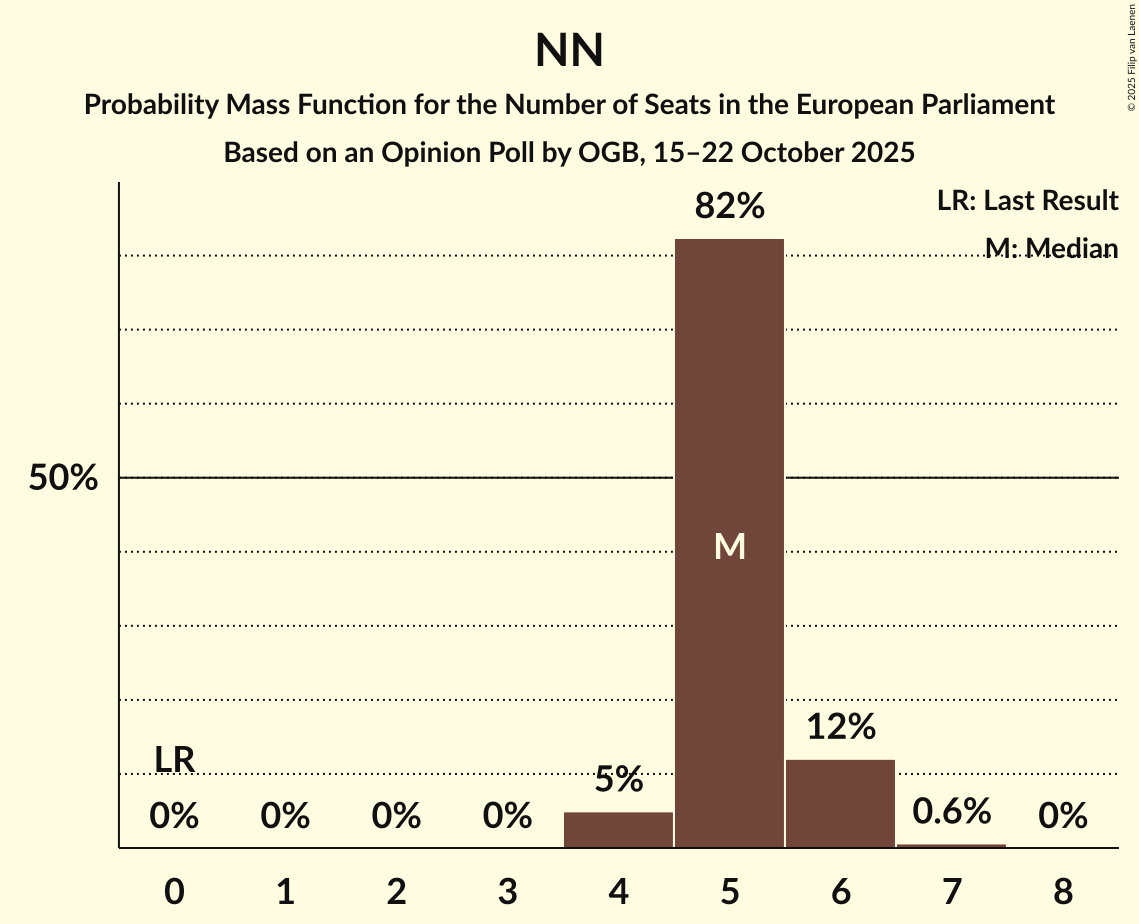 NN
Probability Mass Function for the Number of Seats in the European Parliament
Based on an Opinion Poll by OGB, 15–22 October 2025
© 2025 Filip van Laenen
LR: Last Result
M: Median
82%
50%
M
12%
LR
5%
0% 0% 0% 0% 0.6% 0%
0 1 2 3 4 5 6 7 8